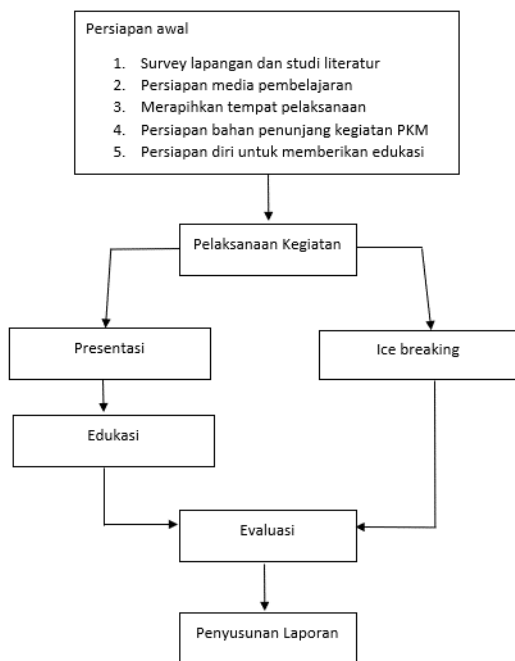 Persiapan awal
1. Survey lapangan dan studi literatur
2. Persiapan media pembelajaran
3. Merapihkan tempat pelaksanaan
4. Persiapan bahan penunjang kegiatan PKM
5. Persiapan diri untuk memberikan edukasi
Pelaksanaan Kegiatan
Presentasi
Ice breaking
Edukasi
Evaluasi
Penyusunan Laporan